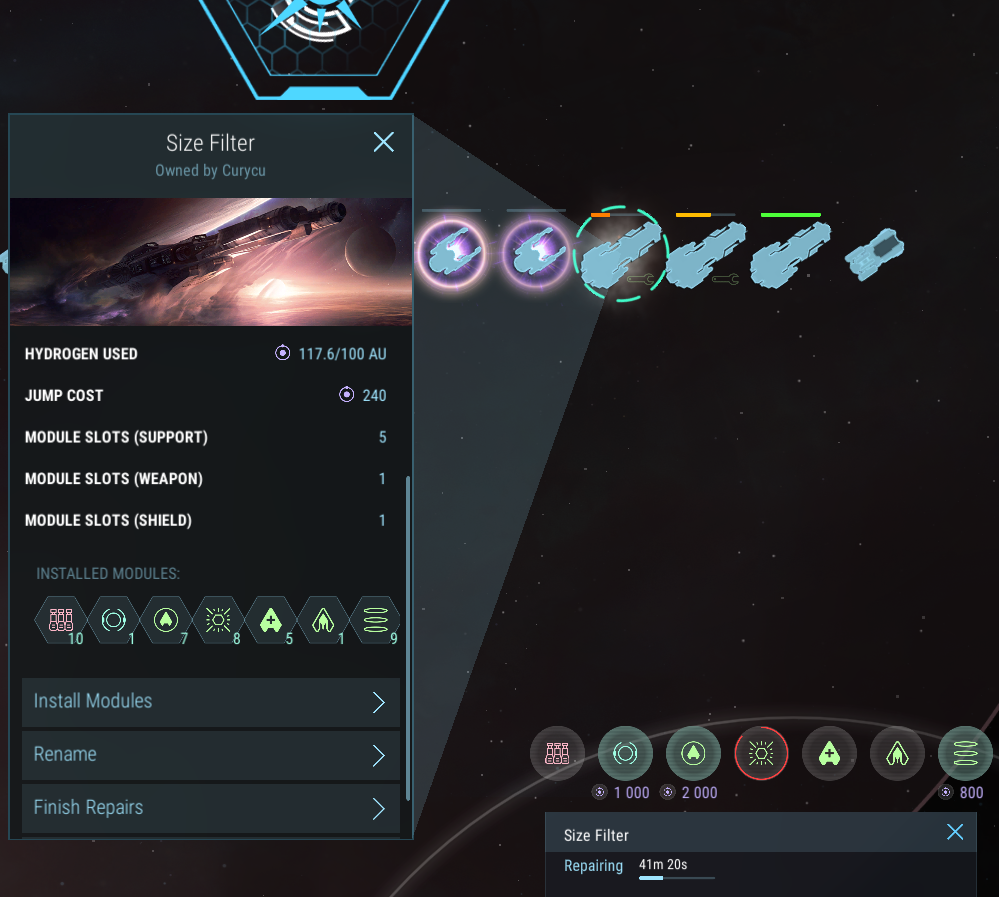 Size Filter
Owned by Curycu
HYDROGEN USED 117.6/100 AU
JUMP COST 240
MODULE SLOTS (SUPPORT) 5
MODULE SLOTS (WEAPON) 1
MODULE SLOTS (SHIELD) 1
INSTALLED MODULES:
10 1 7 8 5 1 9
Install Modules
Rename
Finish Repairs
1 000 2 000 800
Size Filter
Repairing 41m 20s